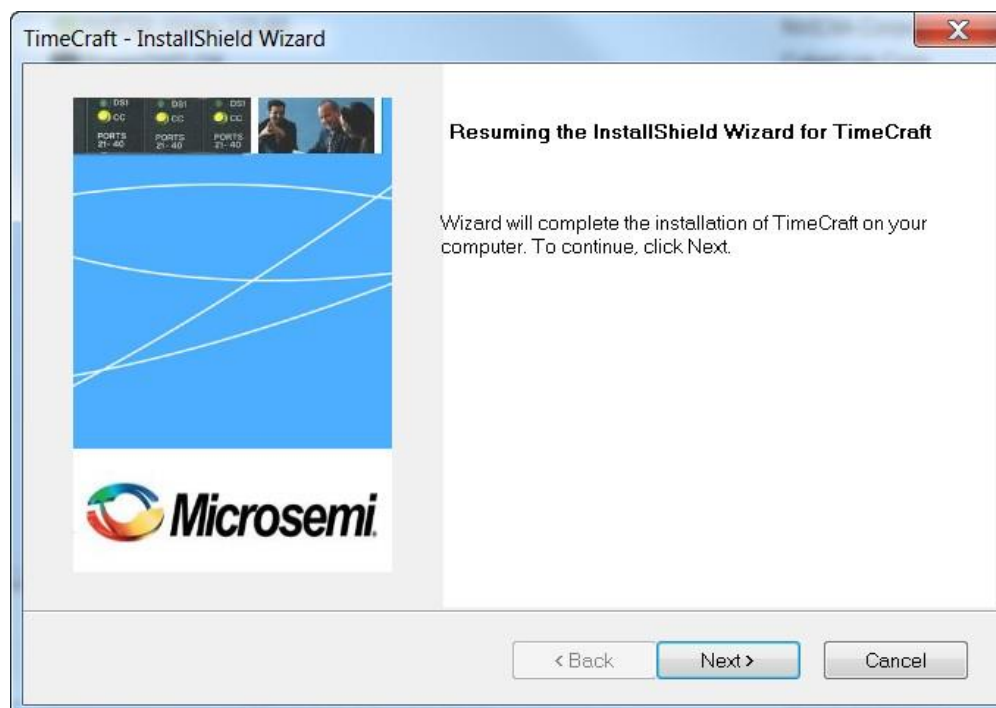 TimeCraft - InstallShield Wizard
X
DS1 DS1 DS1
CC CC CC
PORTS PORTS PORTS
21-40 21-40 21-40
Resuming the InstallShield Wizard for TimeCraft
Wizard will complete the installation of TimeCraft on your
computer. To continue, click Next.
Microsemi.
< Back
Next >
Cancel